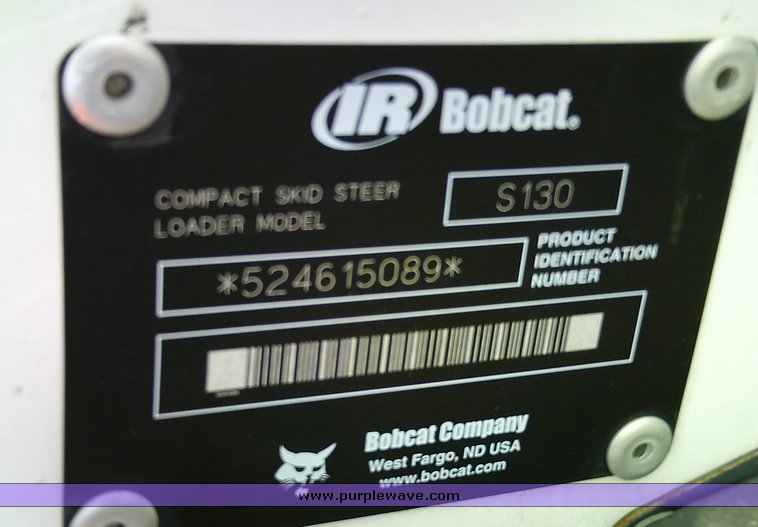 IR Bobcat.
COMPACT SKID STEER
LOADER MODEL
S130
*524615089*
PRODUCT
IDENTIFICATION
NUMBER
Bobcat Company
West Fargo, ND USA
www.bobcat.com
www.purplewave.com